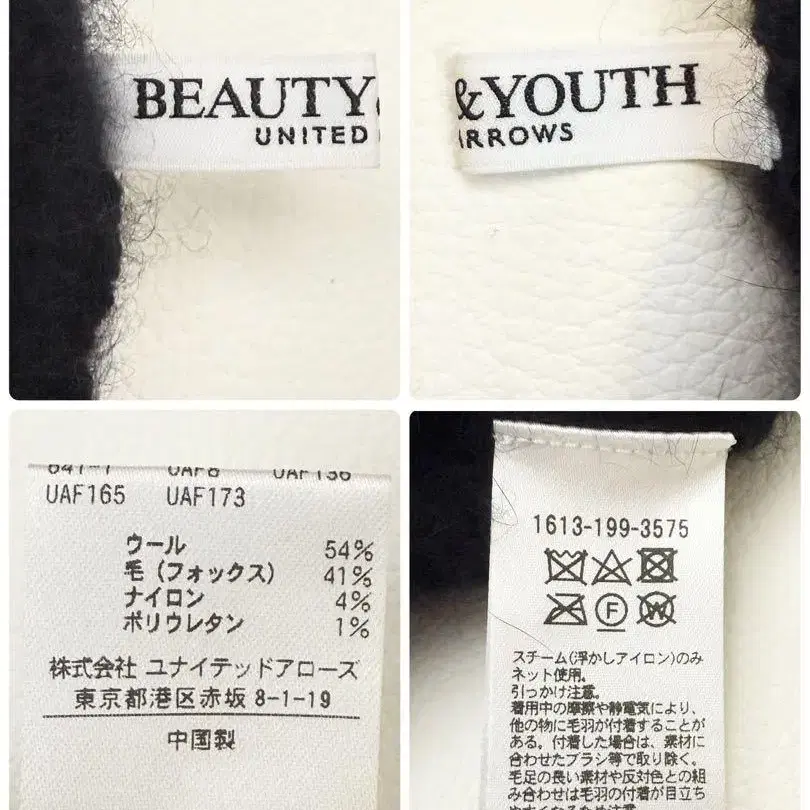 BEAUTY
UNITED
&YOUTH
ARROWS
UAF165 UAF173
ウール 54%
毛(フォックス) 41%
ナイロン 4%
ポリウレタン 1%
株式会社 ユナイテッドアローズ
東京都港区赤坂 8-1-19
中国製
1613-199-3575
F
W
スチーム(浮かしアイロン)のみ
ネット使用。
引っかけ注意。
着用中の摩擦や静電気により、
他の物に毛羽が付着することが
ある。付着した場合は、素材に
合わせたブラシ等で取り除く。
毛足の長い素材や反対色との組
み合わせは毛羽の付着が目立ち